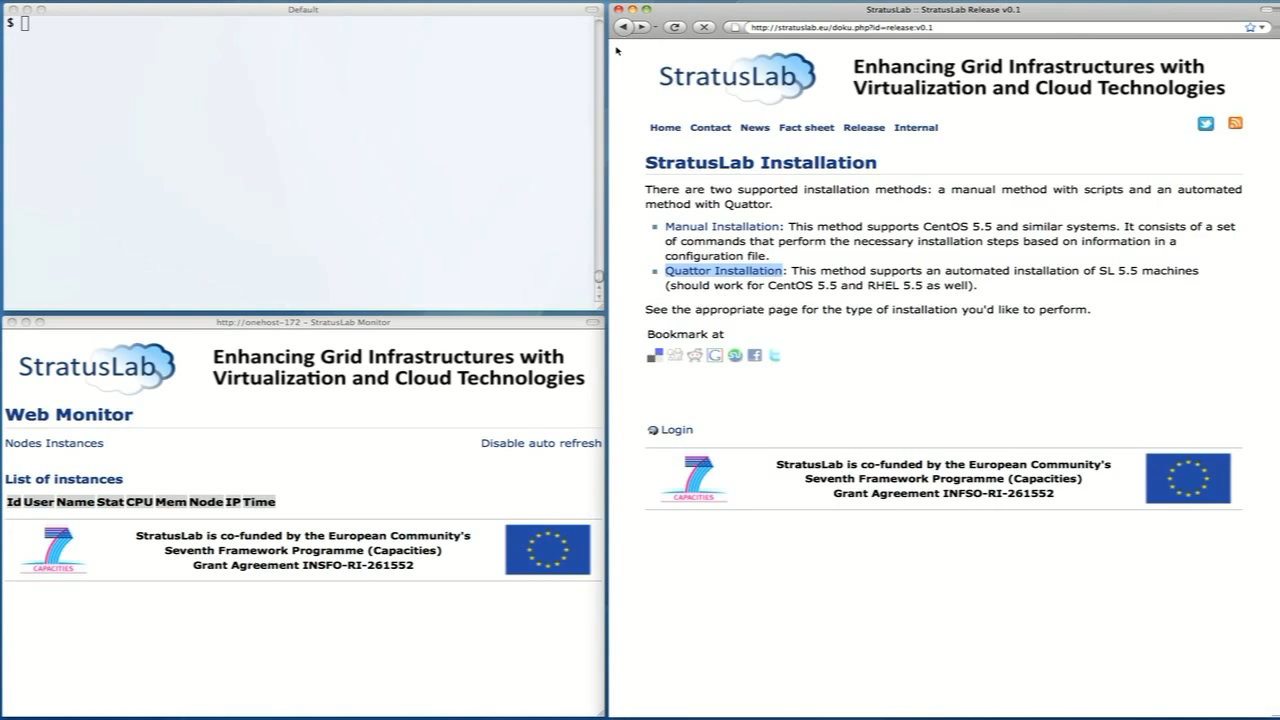 Default
$
http://onehost-172 – StratusLab Monitor
StratusLab
Enhancing Grid Infrastructures with
Virtualization and Cloud Technologies
Web Monitor
Nodes Instances
Disable auto refresh
List of instances
Id User Name Stat CPU Mem Node IP Time
7
CAPACITIES
StratusLab is co-funded by the European Community's
Seventh Framework Programme (Capacities)
Grant Agreement INSFO-RI-261552
StratusLab :: StratusLab Release v0.1
http://stratuslab.eu/doku.php?id=release:v0.1
StratusLab
Enhancing Grid Infrastructures with
Virtualization and Cloud Technologies
Home Contact News Fact sheet Release Internal
StratusLab Installation
There are two supported installation methods: a manual method with scripts and an automated
method with Quattor.
Manual Installation: This method supports CentOS 5.5 and similar systems. It consists of a set
of commands that perform the necessary installation steps based on information in a
configuration file.
Quattor Installation: This method supports an automated installation of SL 5.5 machines
(should work for CentOS 5.5 and RHEL 5.5 as well).
See the appropriate page for the type of installation you'd like to perform.
Bookmark at
Login
7
CAPACITIES
StratusLab is co-funded by the European Community's
Seventh Framework Programme (Capacities)
Grant Agreement INFSO-RI-261552